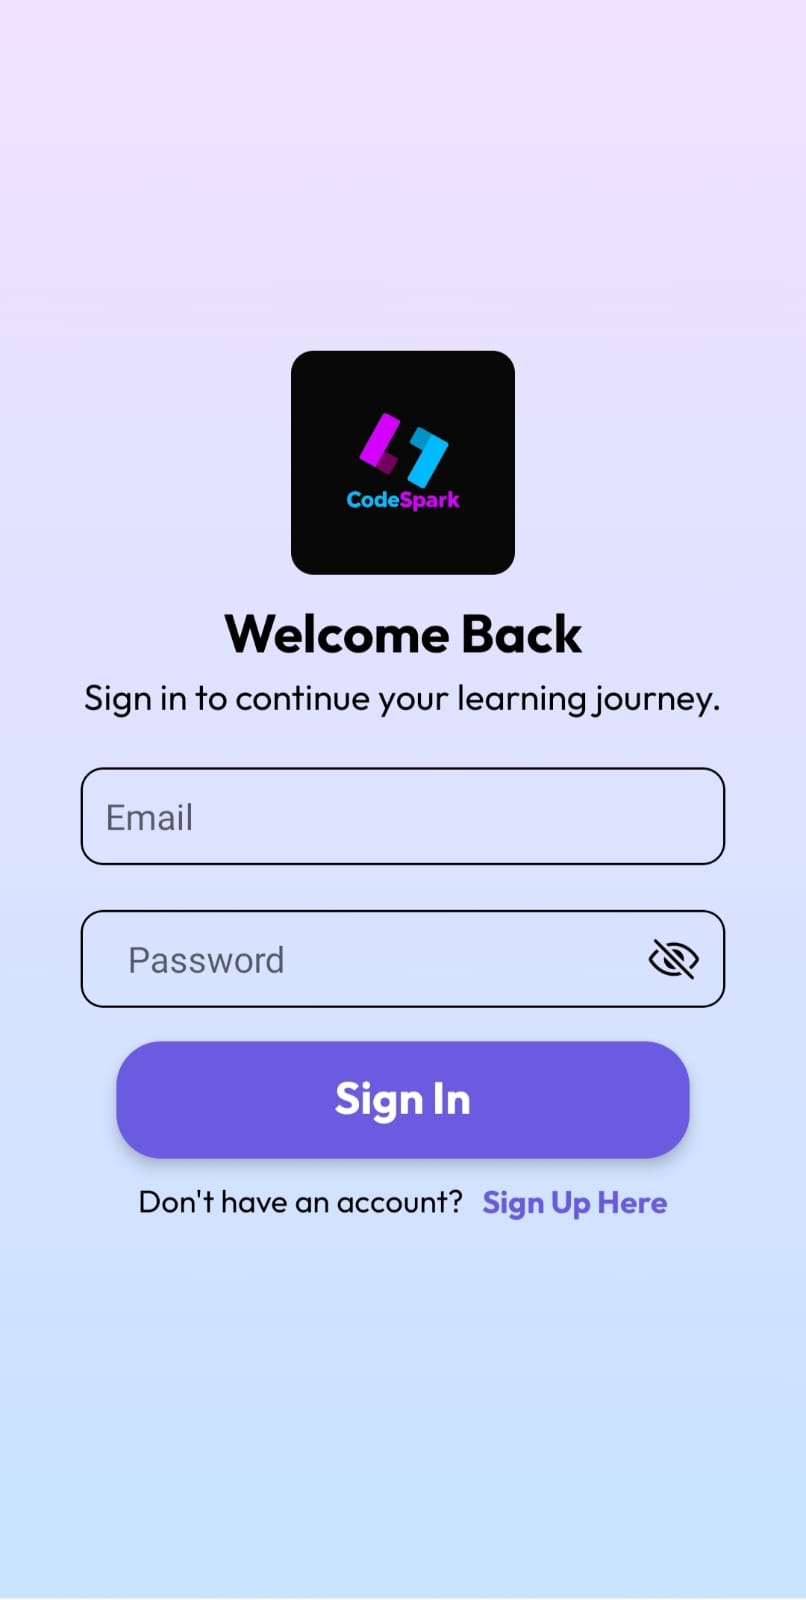 CodeSpark
Welcome Back
Sign in to continue your learning journey.
Email
Password
Sign In
Don't have an account? Sign Up Here